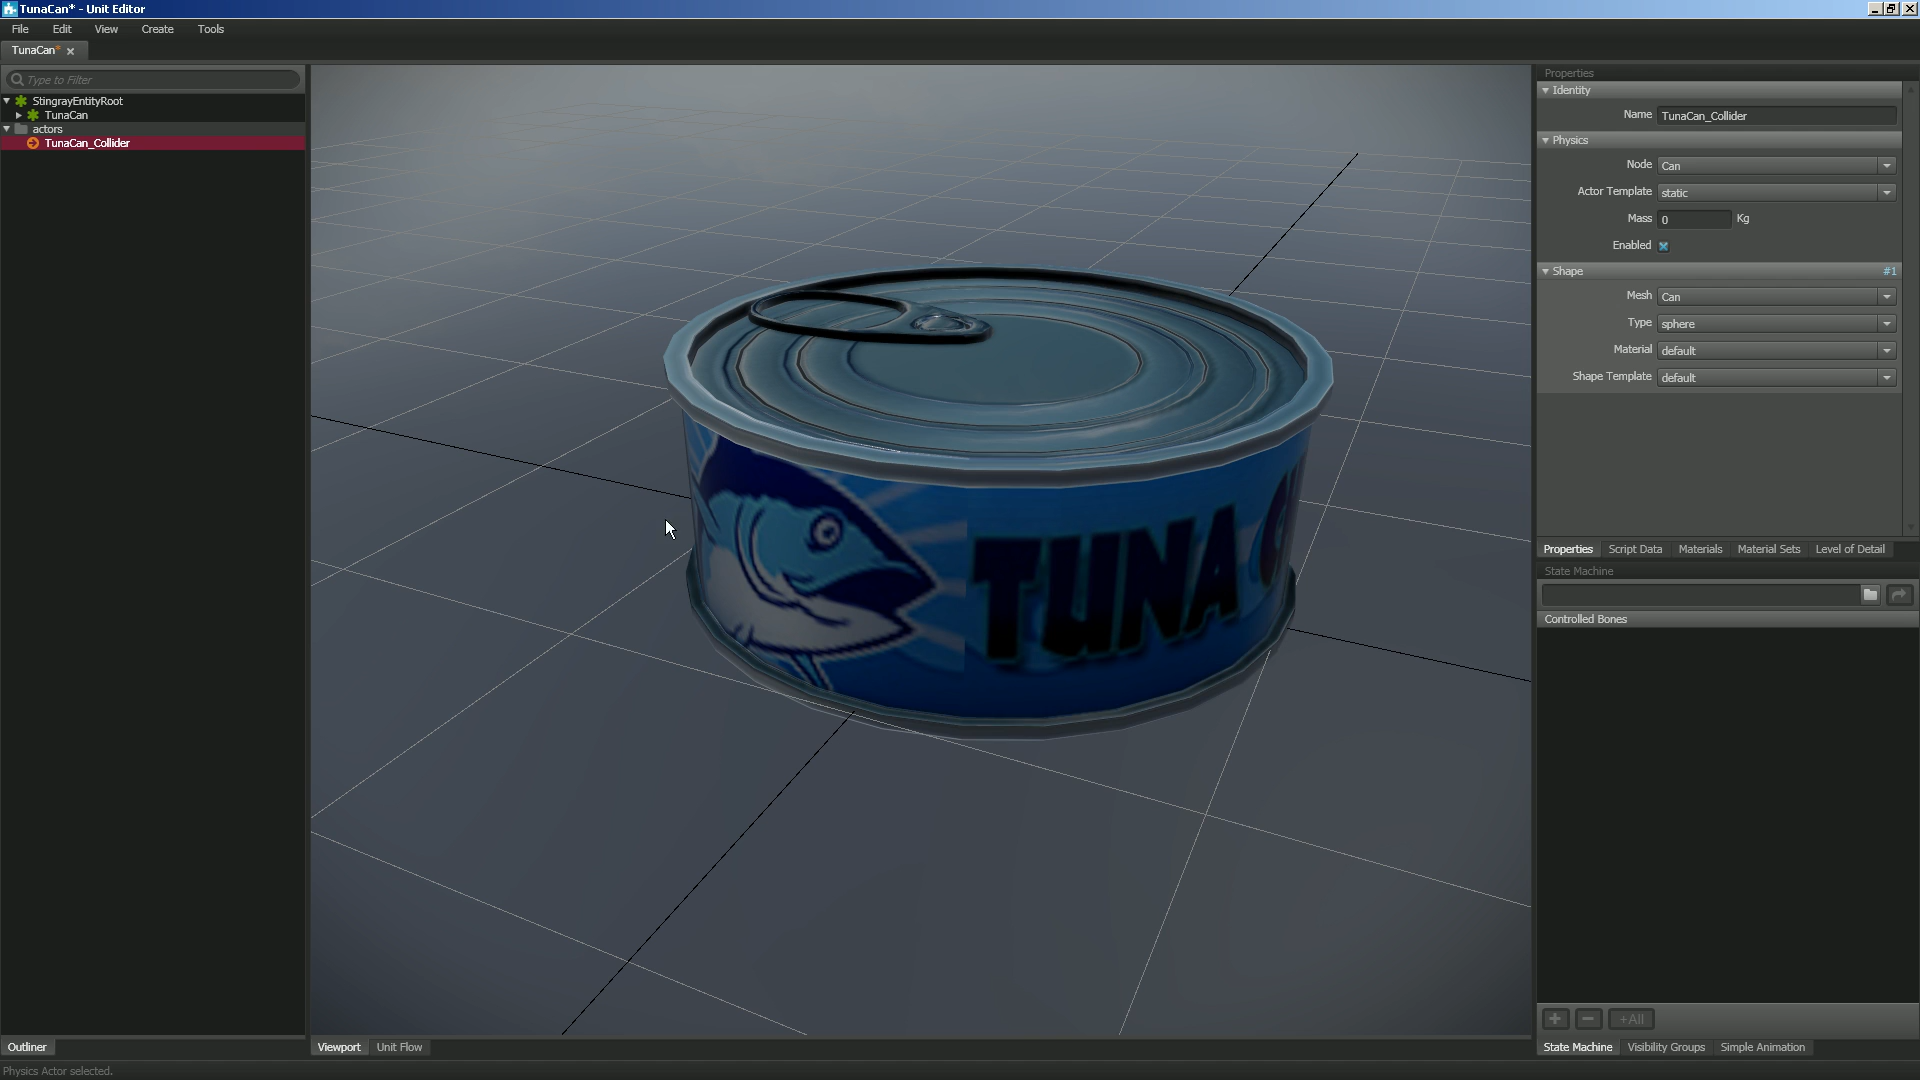 TunaCan* - Unit Editor
File Edit View Create Tools
TunaCan*
Type to Filter
StingrayEntityRoot
TunaCan
actors
TunaCan_Collider
Outliner
TUNA
Viewport Unit Flow
Properties
Identity
Name TunaCan_Collider
Physics
Node Can
Actor Template static
Mass 0 Kg
Enabled
Shape #1
Mesh Can
Type sphere
Material default
Shape Template default
Properties Script Data Materials Material Sets Level of Detail
State Machine
Controlled Bones
+All
State Machine Visibility Groups Simple Animation
Physics Actor selected.